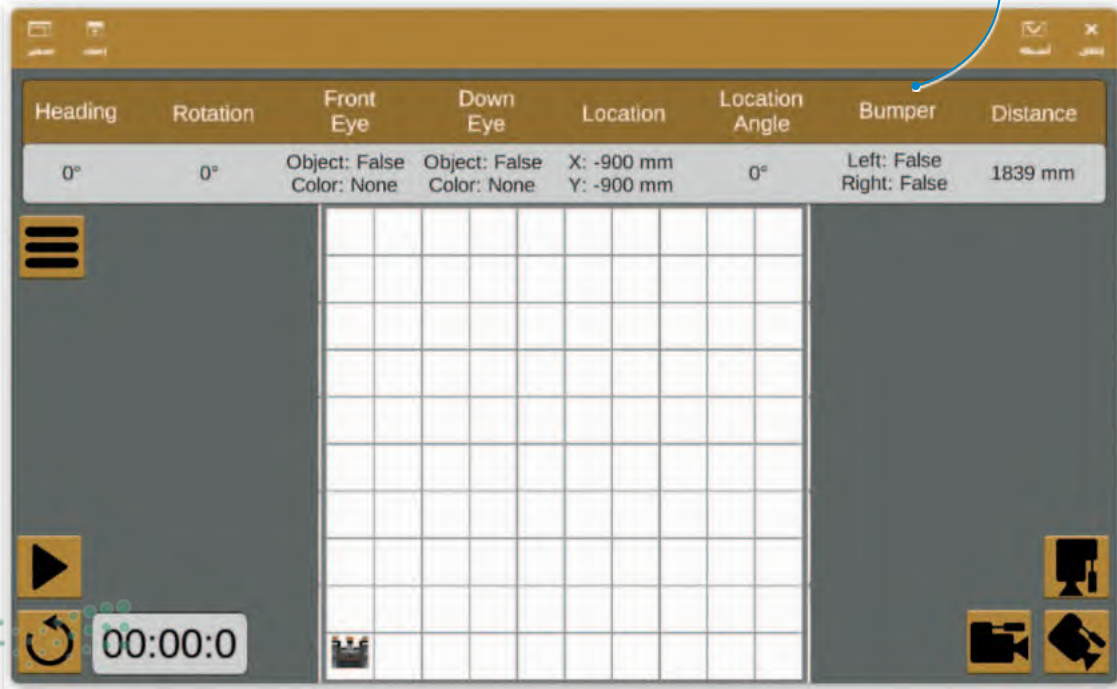 إغلاق
Heading
Rotation
Front
Eye
Down
Eye
Location
Location
Angle
Bumper
Distance
0°
0°
Object: False
Color: None
Object: False
Color: None
X: -900 mm
Y: -900 mm
0°
Left: False
Right: False
1839 mm
00:00:0